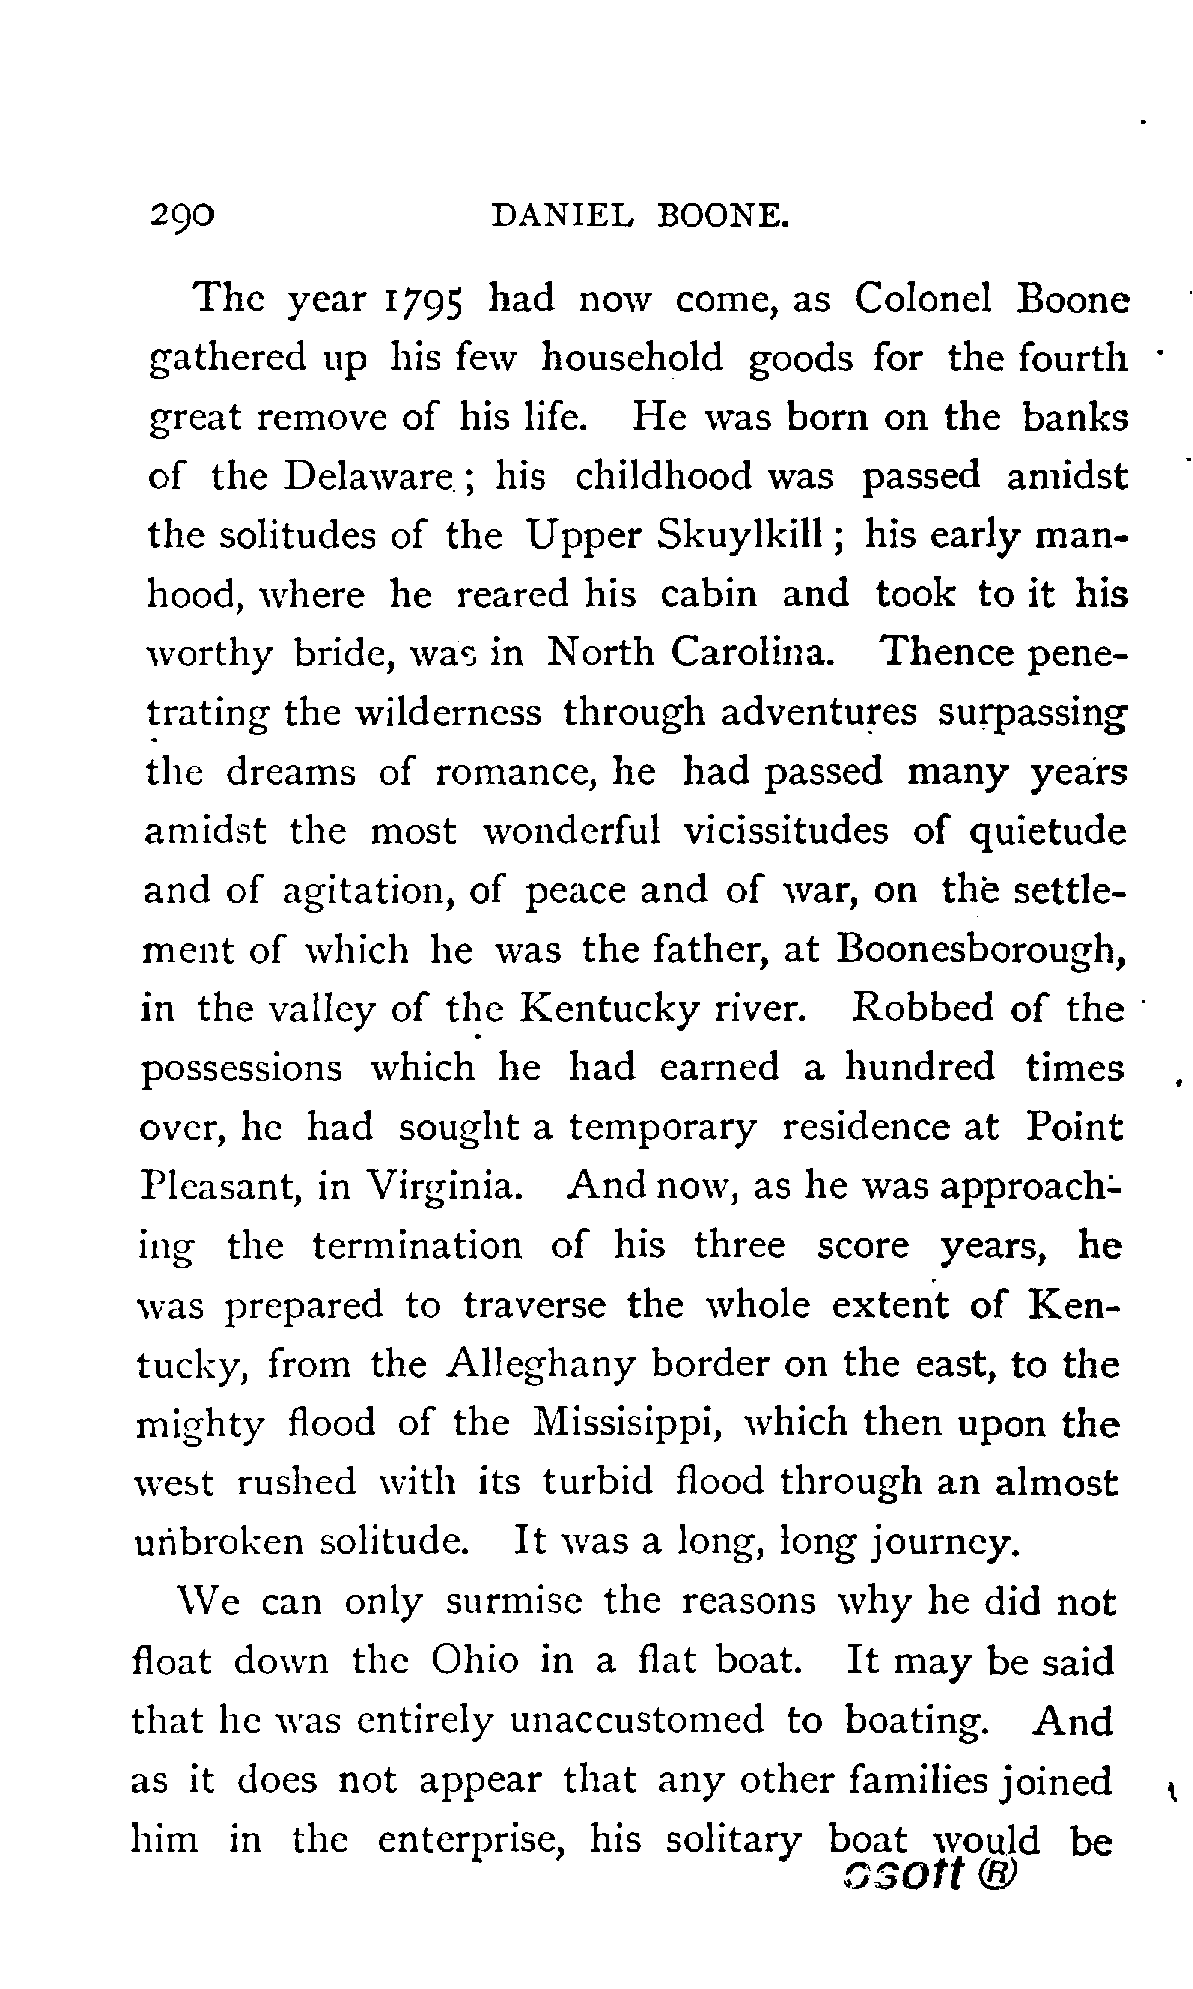 290 DANIEL BOONE.
The year 1795 had now come, as Colonel Boone
gathered up his few household goods for the fourth
great remove of his life. He was born on the banks
of the Delaware; his childhood was passed amidst
the solitudes of the Upper Skuylkill; his early man-
hood, where he reared his cabin and took to it his
worthy bride, was in North Carolina. Thence pene-
trating the wilderness through adventures surpassing
the dreams of romance, he had passed many years
amidst the most wonderful vicissitudes of quietude
and of agitation, of peace and of war, on the settle-
ment of which he was the father, at Boonesborough,
in the valley of the Kentucky river. Robbed of the
possessions which he had earned a hundred times
over, he had sought a temporary residence at Point
Pleasant, in Virginia. And now, as he was approach-
ing the termination of his three score years, he
was prepared to traverse the whole extent of Ken-
tucky, from the Alleghany border on the east, to the
mighty flood of the Missisippi, which then upon the
west rushed with its turbid flood through an almost
unbroken solitude. It was a long, long journey.
We can only surmise the reasons why he did not
float down the Ohio in a flat boat. It may be said
that he was entirely unaccustomed to boating. And
as it does not appear that any other families joined
him in the enterprise, his solitary boat would be